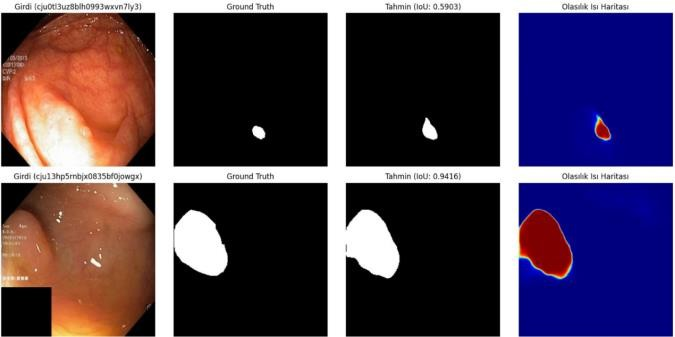 Girdi (cju0tl3uz8blh0993wxvn7ly3)
Ground Truth
Tahmin (IoU: 0.5903)
Olasılık Isı Haritası
Girdi (cju13hp5rnbjx0835bf0jowgx)
Ground Truth
Tahmin (IoU: 0.9416)
Olasılık Isı Haritası